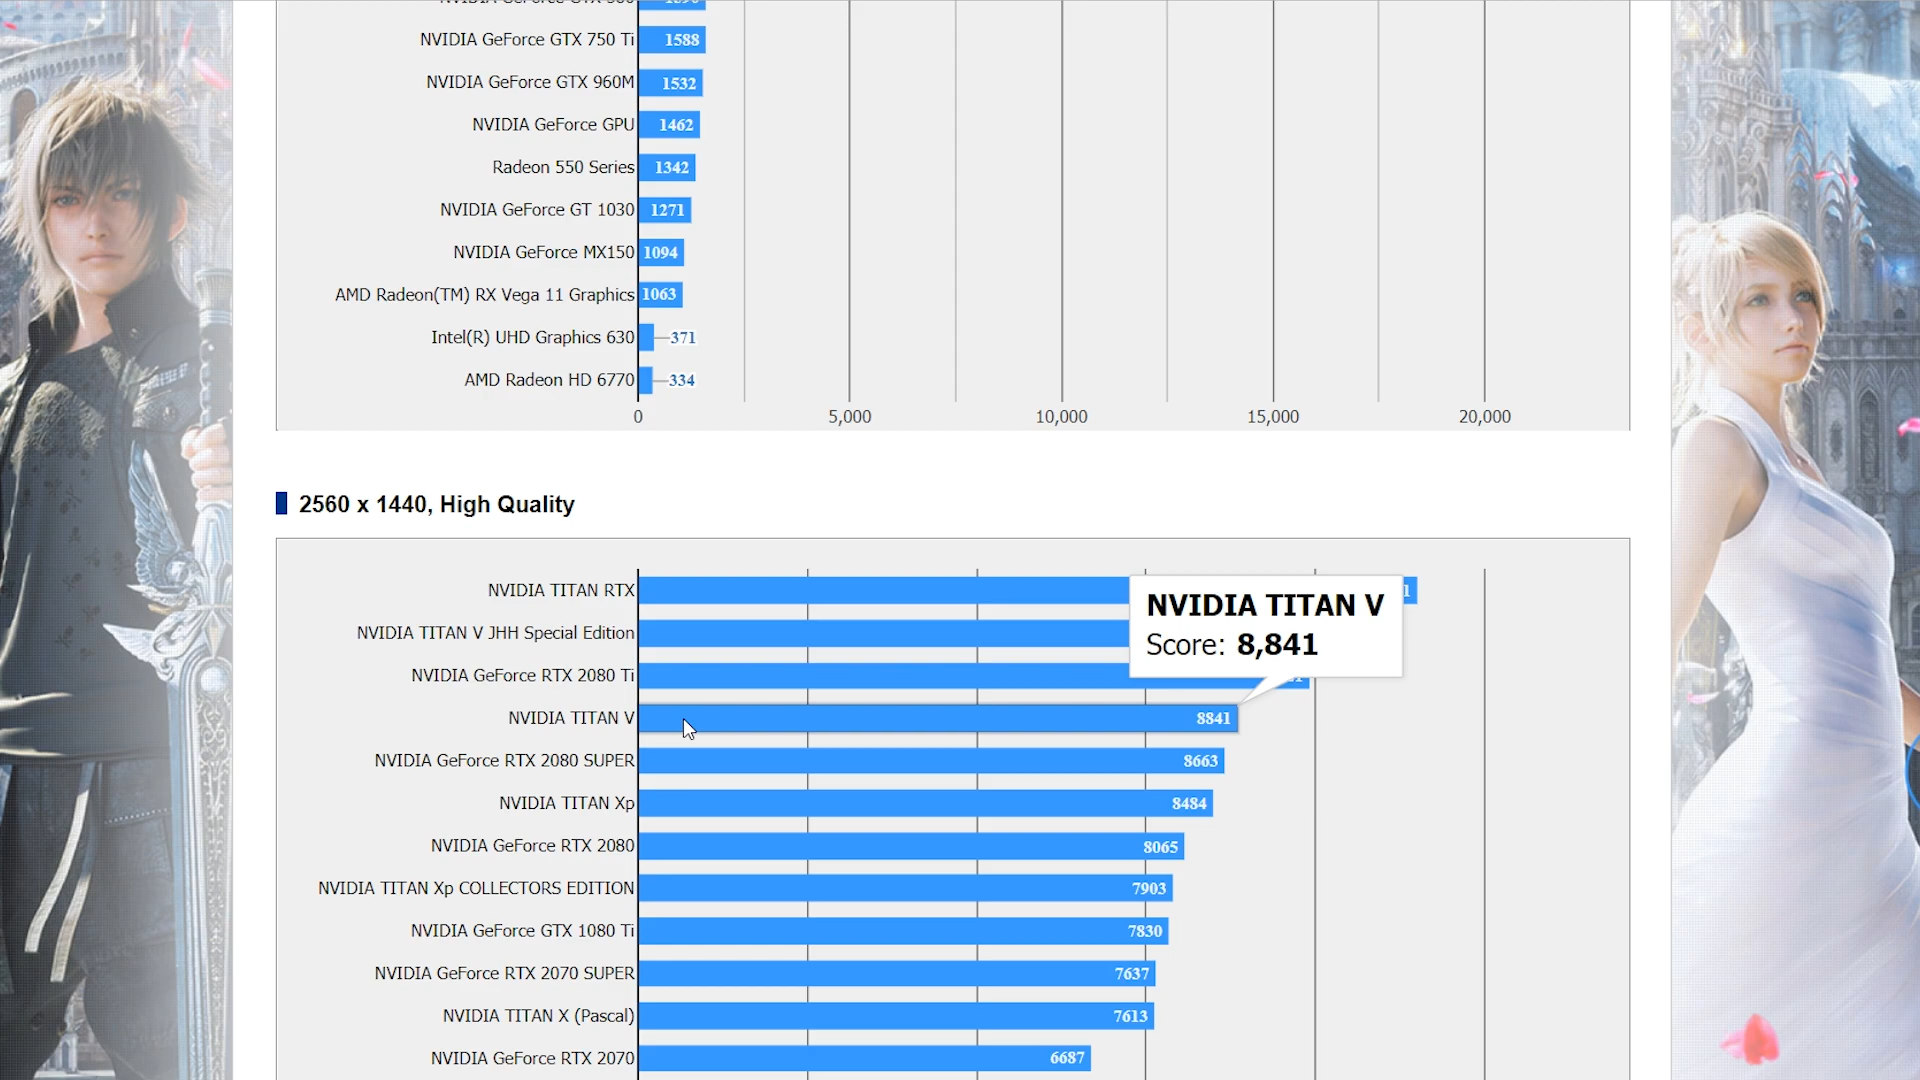 NVIDIA GeForce GTX 750 Ti 1588
NVIDIA GeForce GTX 960M 1532
NVIDIA GeForce GPU 1462
Radeon 550 Series 1342
NVIDIA GeForce GT 1030 1271
NVIDIA GeForce MX150 1094
AMD Radeon(TM) RX Vega 11 Graphics 1063
Intel(R) UHD Graphics 630 371
AMD Radeon HD 6770 334
0 5,000 10,000 15,000 20,000
2560 x 1440, High Quality
NVIDIA TITAN RTX
NVIDIA TITAN V
Score: 8,841
NVIDIA TITAN V JHH Special Edition
NVIDIA GeForce RTX 2080 Ti
NVIDIA TITAN V 8841
NVIDIA GeForce RTX 2080 SUPER 8663
NVIDIA TITAN Xp 8484
NVIDIA GeForce RTX 2080 8065
NVIDIA TITAN Xp COLLECTORS EDITION 7903
NVIDIA GeForce GTX 1080 Ti 7830
NVIDIA GeForce RTX 2070 SUPER 7637
NVIDIA TITAN X (Pascal) 7613
NVIDIA GeForce RTX 2070 6687